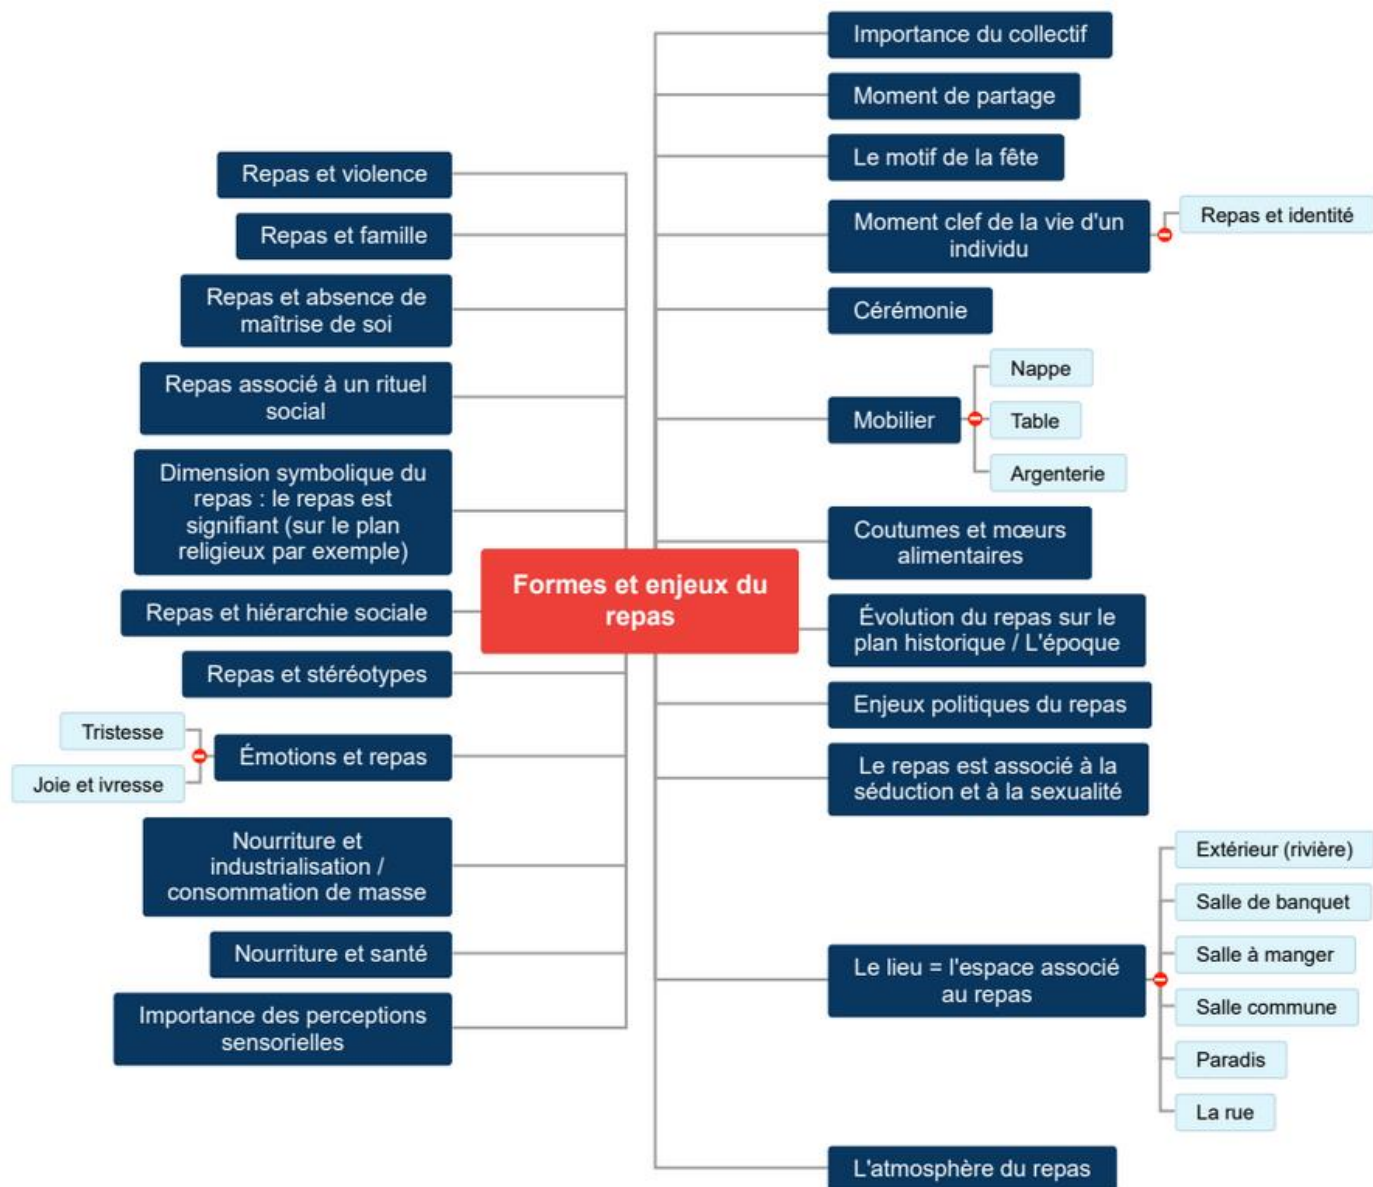 Formes et enjeux du
repas
Repas et violence
Repas et famille
Repas et absence de
maîtrise de soi
Repas associé à un rituel
social
Dimension symbolique du
repas : le repas est
signifiant (sur le plan
religieux par exemple)
Repas et hiérarchie sociale
Repas et stéréotypes
Émotions et repas
Tristesse
Joie et ivresse
Nourriture et
industrialisation /
consommation de masse
Nourriture et santé
Importance des perceptions
sensorielles
Importance du collectif
Moment de partage
Le motif de la fête
Moment clef de la vie d'un
individu
Repas et identité
Cérémonie
Mobilier
Nappe
Table
Argenterie
Coutumes et mœurs
alimentaires
Évolution du repas sur le
plan historique / L'époque
Enjeux politiques du repas
Le repas est associé à la
séduction et à la sexualité
Le lieu = l'espace associé
au repas
Extérieur (rivière)
Salle de banquet
Salle à manger
Salle commune
Paradis
La rue
L'atmosphère du repas